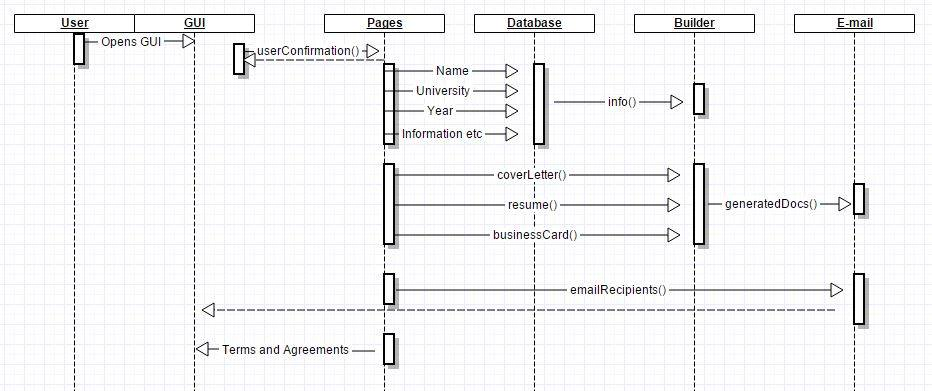 User
GUI
Pages
Database
Builder
E-mail
Opens GUI
userConfirmation()
Name
University
Year
Information etc
info()
coverLetter()
resume()
generatedDocs()
businessCard()
emailRecipients()
Terms and Agreements